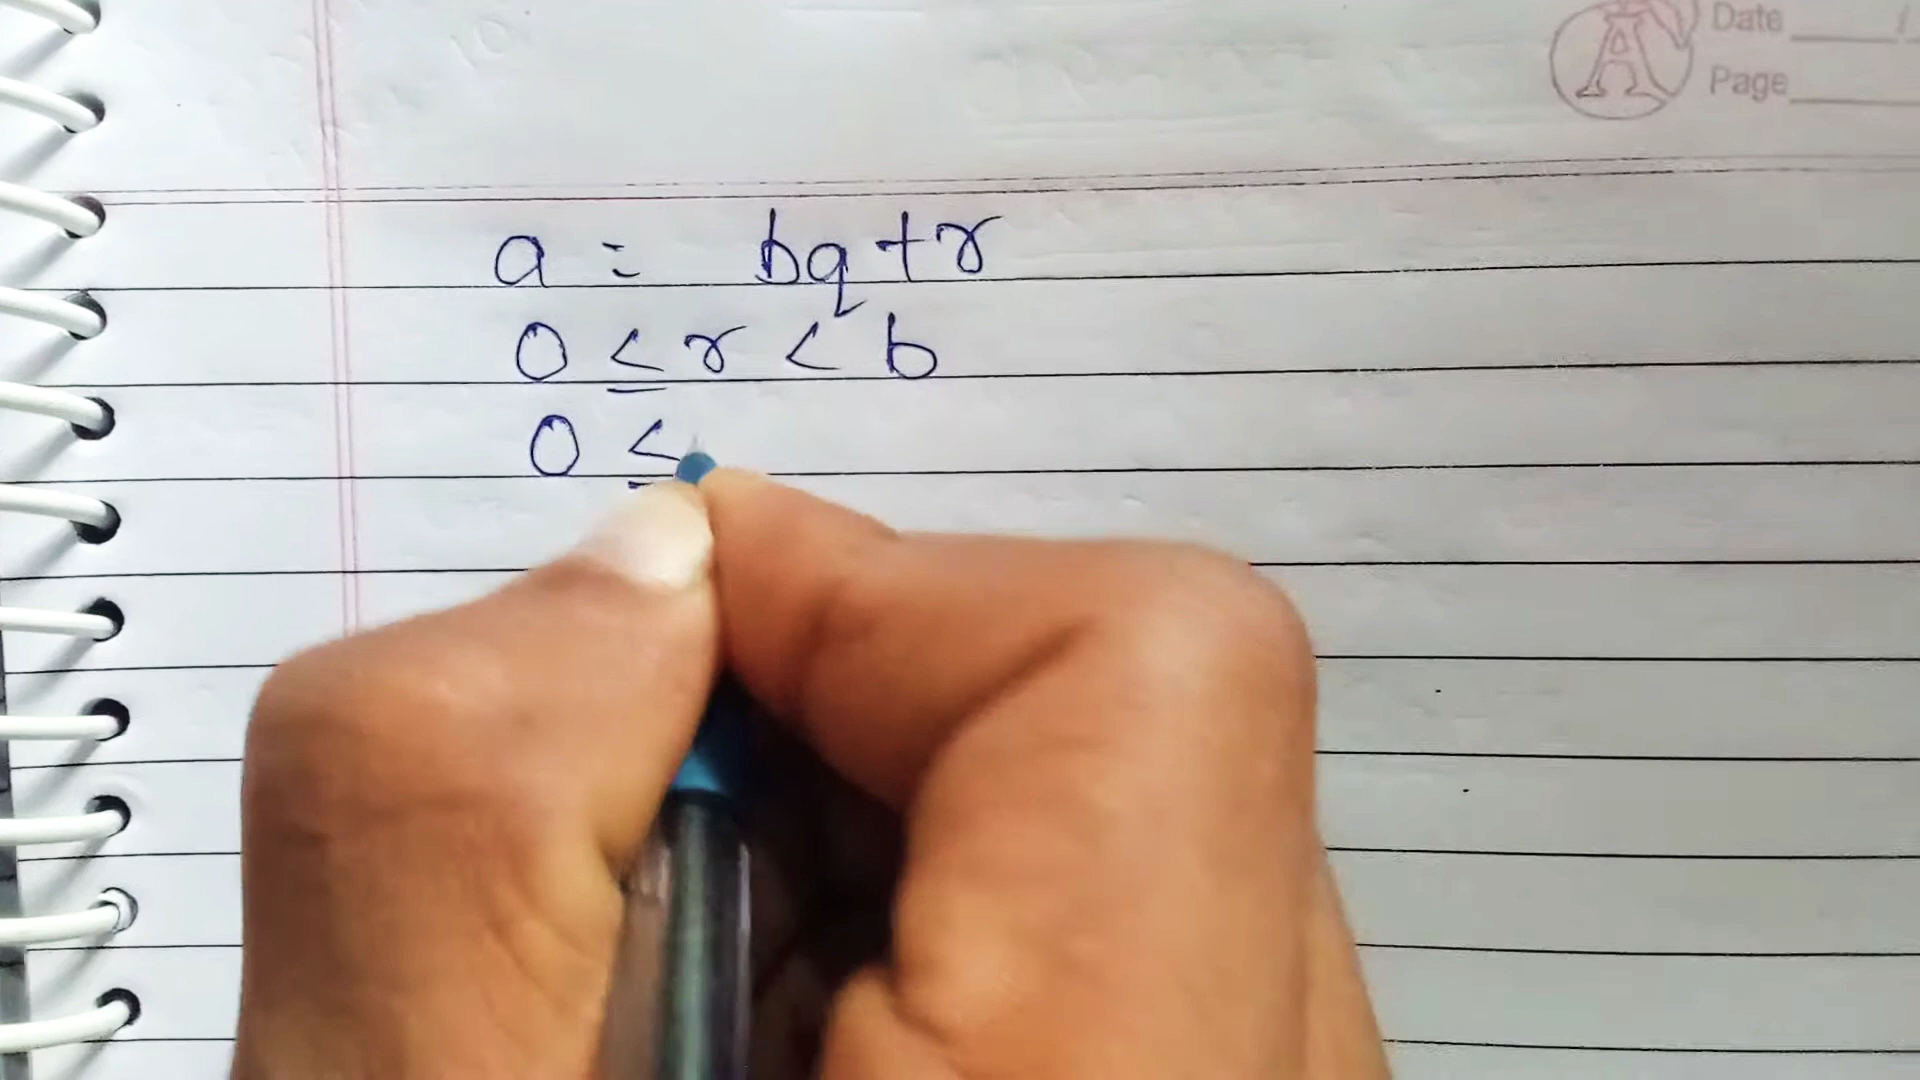 Date
Page
a = bq + r
0 ≤ r < b
0 ≤